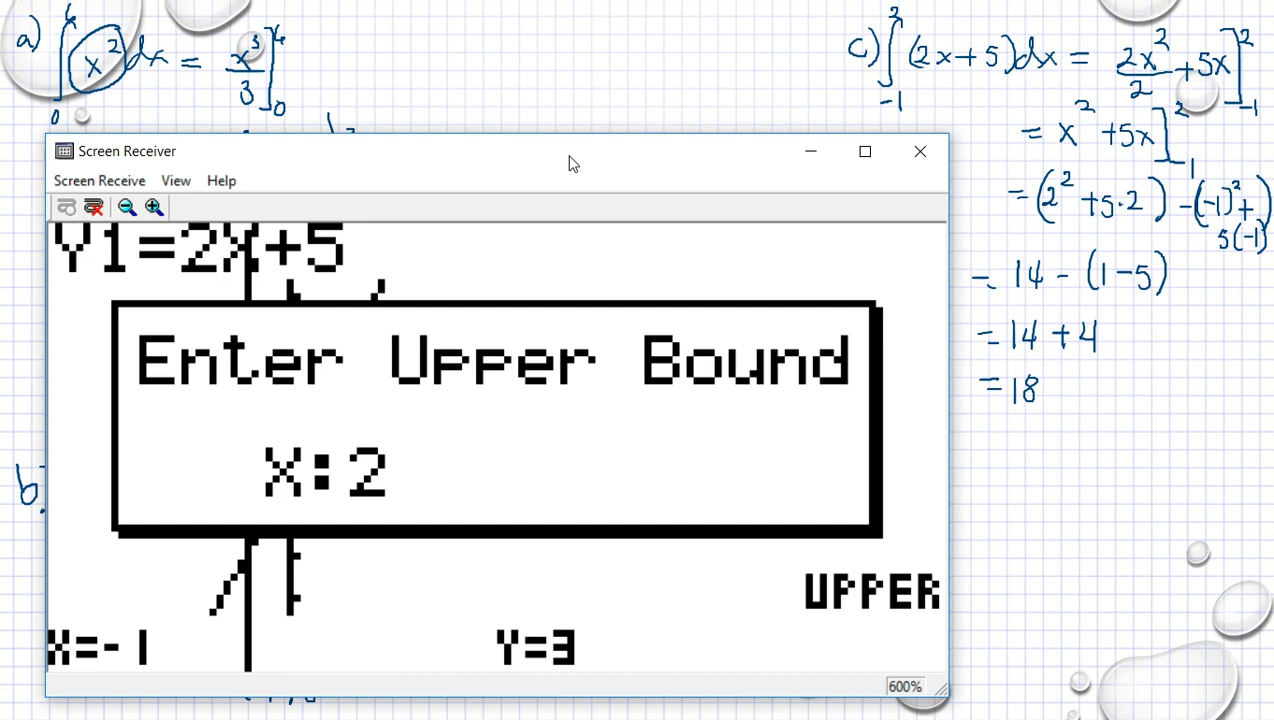 a) ∫₀⁶ x² dx = x³/3 ]₀⁶
Screen Receiver
Screen Receive View Help
Y1=2X+5
Enter Upper Bound
X:2
UPPER
X=-1 Y=3
600%
b)
c) ∫₋₁² (2x+5)dx = 2x²/2 + 5x ]₋₁²
= x² + 5x ]₋₁²
= (2² + 5·2) - (-1)² +
5(-1)
= 14 - (1-5)
= 14 + 4
= 18